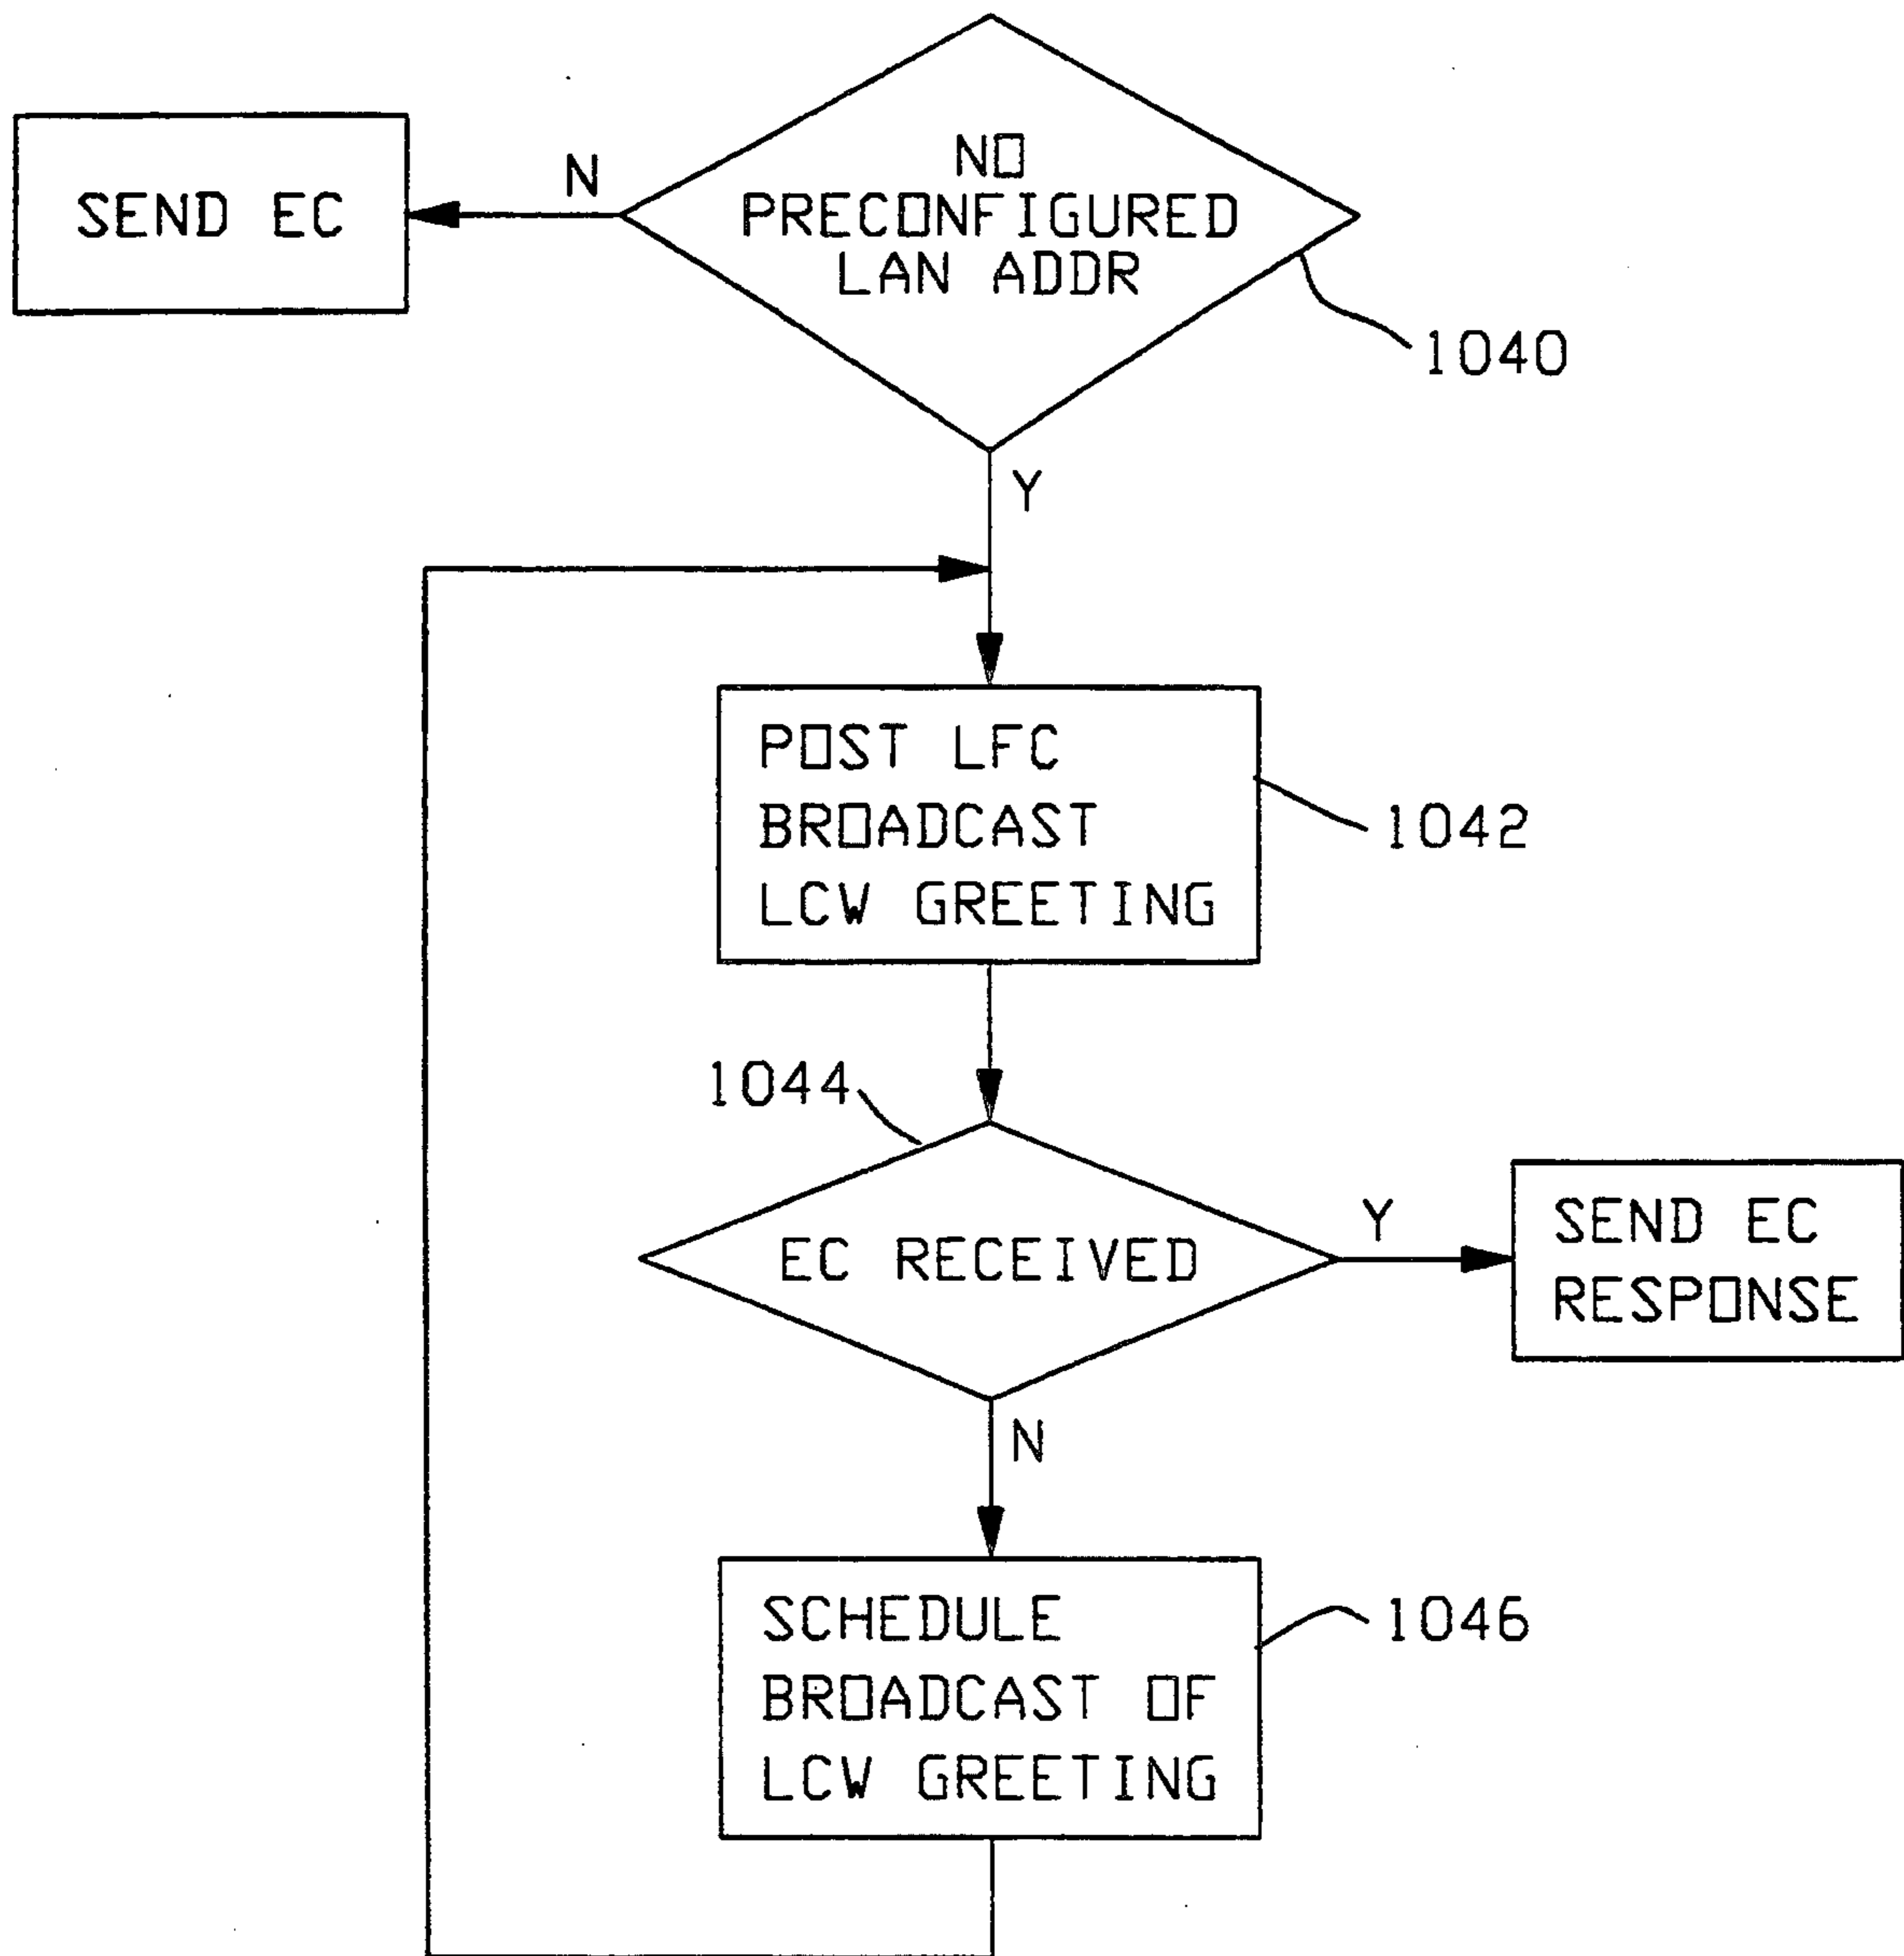 NO
PRECONFIGURED
LAN ADDR
N
SEND EC
1040
Y
POST LFC
BROADCAST
LCW GREETING
1042
1044
EC RECEIVED
Y
SEND EC
RESPONSE
N
SCHEDULE
BROADCAST OF
LCW GREETING
1046